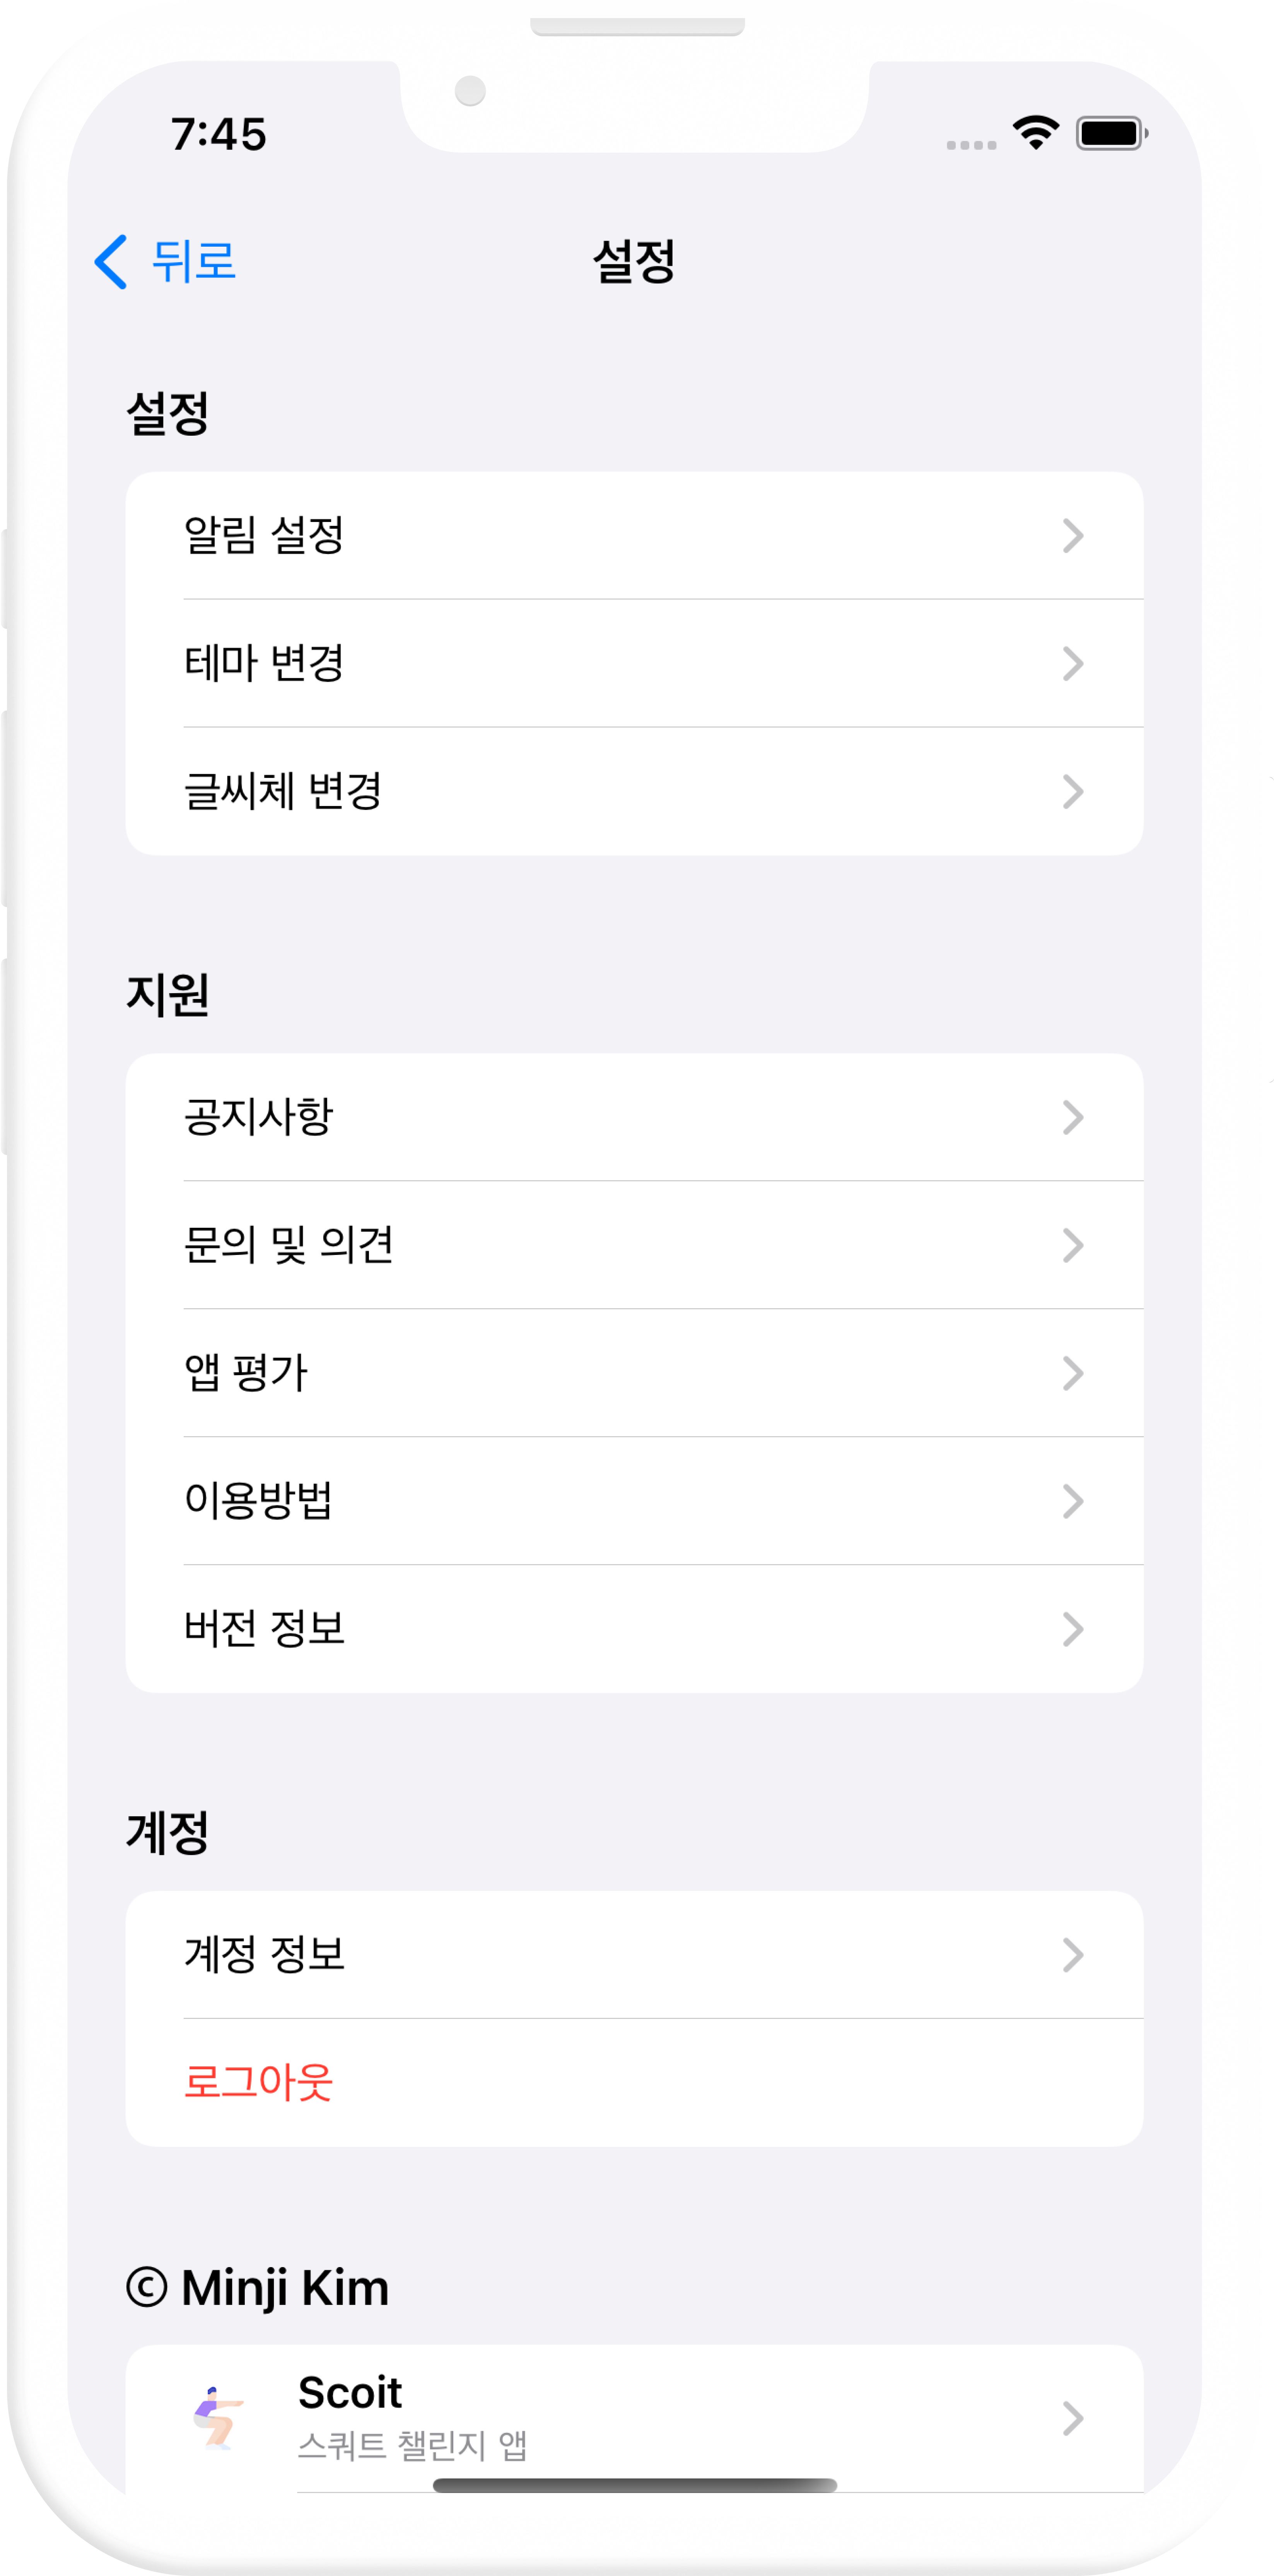 7:45
뒤로
설정
설정
알림 설정
테마 변경
글씨체 변경
지원
공지사항
문의 및 의견
앱 평가
이용방법
버전 정보
계정
계정 정보
로그아웃
© Minji Kim
Scoit
스쿼트 챌린지 앱